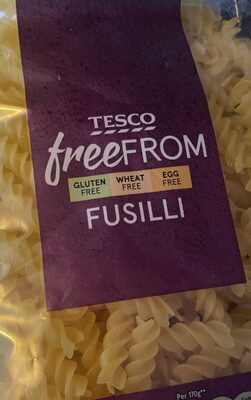 TESCO
freeFROM
GLUTEN FREE WHEAT FREE EGG FREE
FUSILLI
Per 170g**